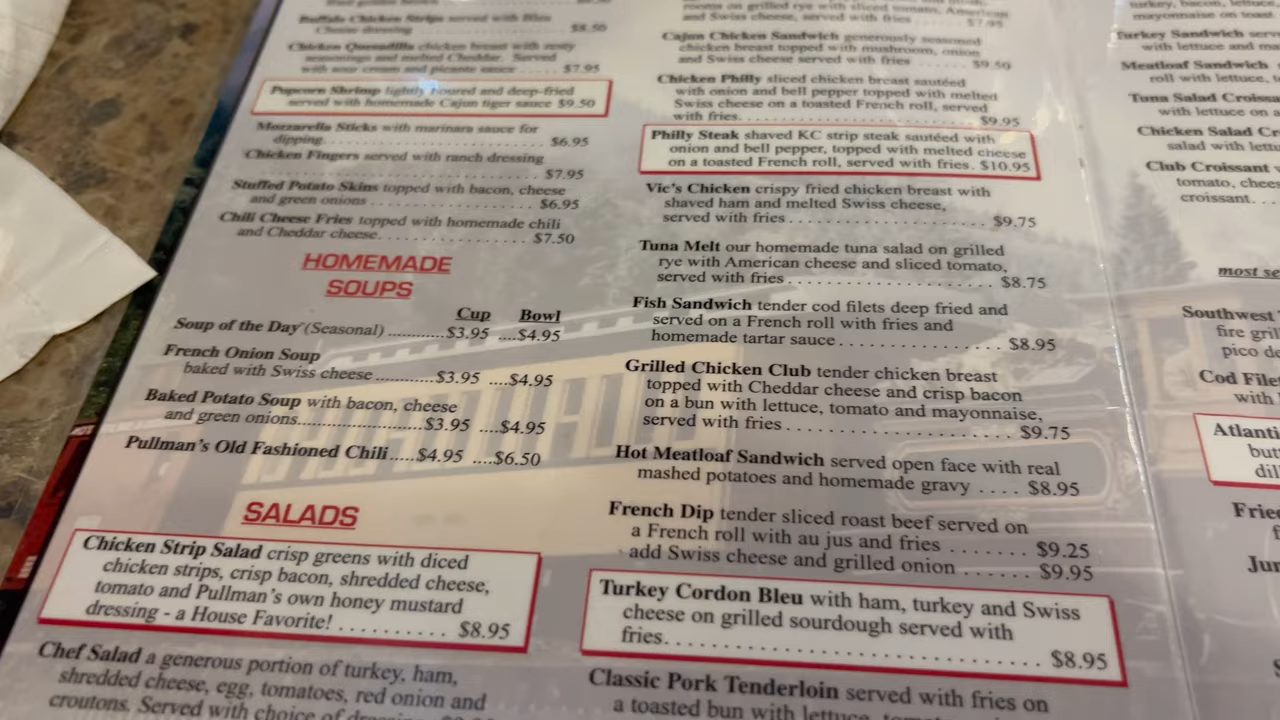 Buffalo Chicken Strips served with Bleu
Cheese dressing $8.50
Chicken Quesadilla chicken breast with zesty
seasonings and melted Cheddar. Served
with sour cream and picante sauce ..... $7.95
Popcorn Shrimp lightly floured and deep-fried
served with homemade Cajun tiger sauce $9.50
Mozzarella Sticks with marinara sauce for
dipping.............................. $6.95
Chicken Fingers served with ranch dressing
.............................. $7.95
Stuffed Potato Skins topped with bacon, cheese
and green onions ..................... $6.95
Chili Cheese Fries topped with homemade chili
and Cheddar cheese................ $7.50
HOMEMADE
SOUPS
Cup Bowl
Soup of the Day (Seasonal) ............$3.95 ....$4.95
French Onion Soup
baked with Swiss cheese .............$3.95 ....$4.95
Baked Potato Soup with bacon, cheese
and green onions..........................$3.95 ....$4.95
Pullman's Old Fashioned Chili.....$4.95 ....$6.50
SALADS
Chicken Strip Salad crisp greens with diced
chicken strips, crisp bacon, shredded cheese,
tomato and Pullman's own honey mustard
dressing - a House Favorite! .......... $8.95
Chef Salad a generous portion of turkey, ham,
shredded cheese, egg, tomatoes, red onion and
croutons. Served with choice of
on grilled rye with sliced tomato, American
and Swiss cheese, served with fries ..... $7.95
Cajun Chicken Sandwich generously seasoned
chicken breast topped with mushroom, onion
and Swiss cheese, served with fries ..... $9.50
Chicken Philly sliced chicken breast sautéed
with onion and bell pepper topped with melted
Swiss cheese on a toasted French roll, served
with fries.............................. $9.95
Philly Steak shaved KC strip steak sautéed with
onion and bell pepper, topped with melted cheese
on a toasted French roll, served with fries. $10.95
Vic's Chicken crispy fried chicken breast with
shaved ham and melted Swiss cheese,
served with fries ......................... $9.75
Tuna Melt our homemade tuna salad on grilled
rye with American cheese and sliced tomato,
served with fries ......................... $8.75
Fish Sandwich tender cod filets deep fried and
served on a French roll with fries and
homemade tartar sauce .................. $8.95
Grilled Chicken Club tender chicken breast
topped with Cheddar cheese and crisp bacon
on a bun with lettuce, tomato and mayonnaise,
served with fries ......................... $9.75
Hot Meatloaf Sandwich served open face with real
mashed potatoes and homemade gravy .... $8.95
French Dip tender sliced roast beef served on
a French roll with au jus and fries ....... $9.25
add Swiss cheese and grilled onion ...... $9.95
Turkey Cordon Bleu with ham, turkey and Swiss
cheese on grilled sourdough served with
fries.................................... $8.95
Classic Pork Tenderloin served with fries on
a toasted bun with lettuce,
turkey, bacon, lettuce
mayonnaise on toast
Turkey Sandwich
with lettuce and
Meatloaf Sandwich
roll with lettuce,
Tuna Salad
with lettuce on
Chicken Salad
salad with
Club Croissant
tomato,
croissant...
most
Southwest
fire
pico
Cod
with